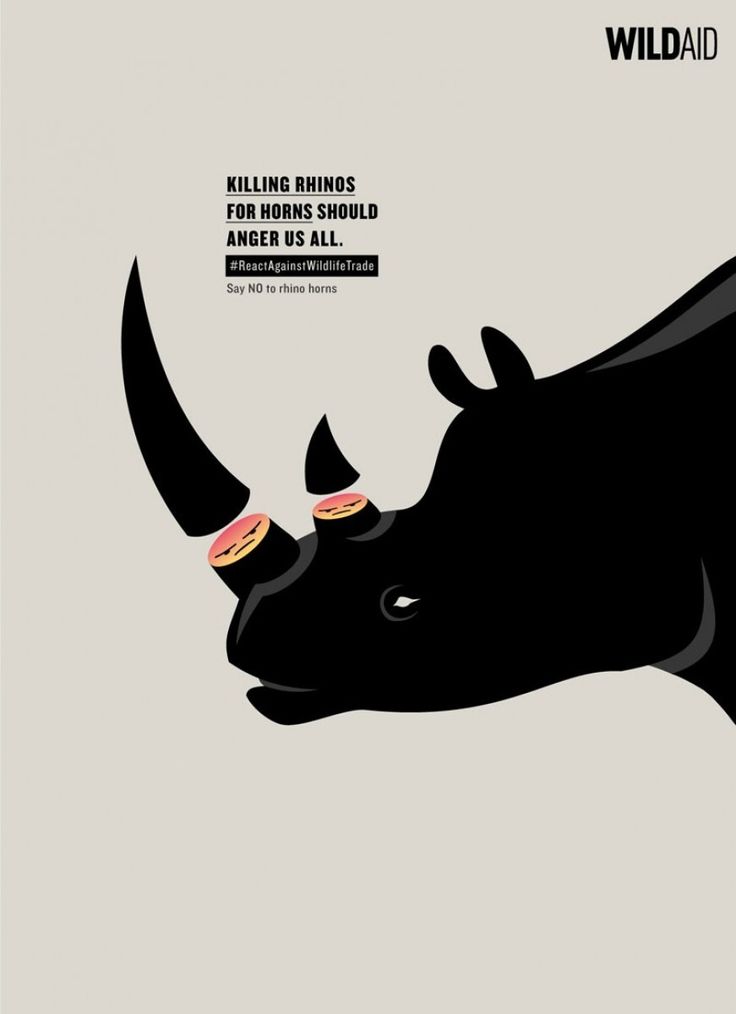 WILDAID
KILLING RHINOS
FOR HORNS SHOULD
ANGER US ALL.
#ReactAgainstWildlifeTrade
Say NO to rhino horns